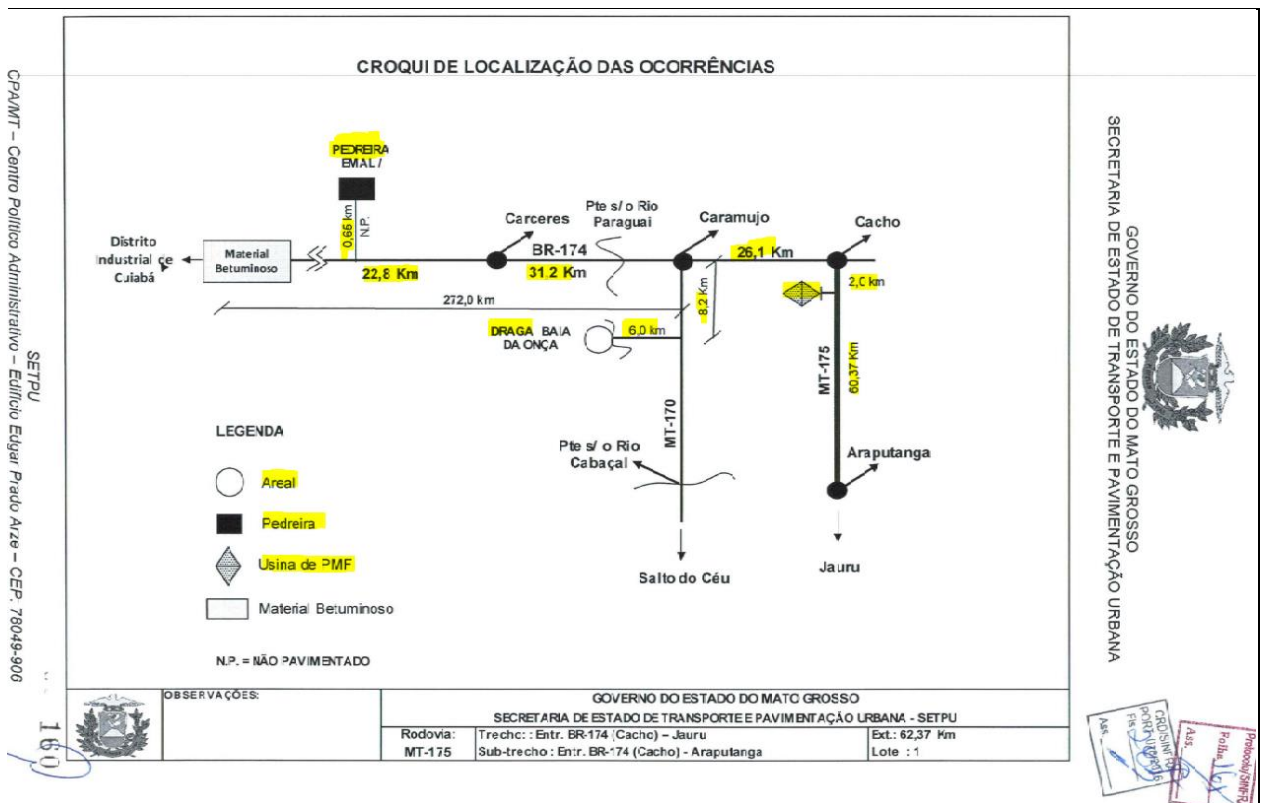 CROQUI DE LOCALIZAÇÃO DAS OCORRÊNCIAS
PEDREIRA
EMAL /
0,66 km
N.P.
Distrito
Industrial de
Cuiabá
Material
Betuminoso
22,8 Km
Carceres
BR-174
31,2 Km
Pte s/ o Rio
Paraguai
Caramujo
26,1 Km
Cacho
2,0 km
272,0 km
8,2 Km
DRAGA BAIA
DA ONÇA
6,0 km
MT-170
MT-175
60,37 Km
Pte s/ o Rio
Cabaçal
Araputanga
Salto do Céu
Jauru
LEGENDA
Areal
Pedreira
Usina de PMF
Material Betuminoso
N.P. = NÃO PAVIMENTADO
OBSERVAÇÕES:
GOVERNO DO ESTADO DO MATO GROSSO
SECRETARIA DE ESTADO DE TRANSPORTE E PAVIMENTAÇÃO URBANA - SETPU
Rodovia:
MT-175
Trecho: : Entr. BR-174 (Cacho) – Jauru
Sub-trecho : Entr. BR-174 (Cacho) - Araputanga
Ext.: 62,37 Km
Lote : 1
GOVERNO DO ESTADO DO MATO GROSSO
SECRETARIA DE ESTADO DE TRANSPORTE E PAVIMENTAÇÃO URBANA
SETPU
CPA/MT – Centro Político Administrativo – Edifício Edgar Prado Arze – CEP. 78049-906
160
Folha
Ass.
Fls
Ass.